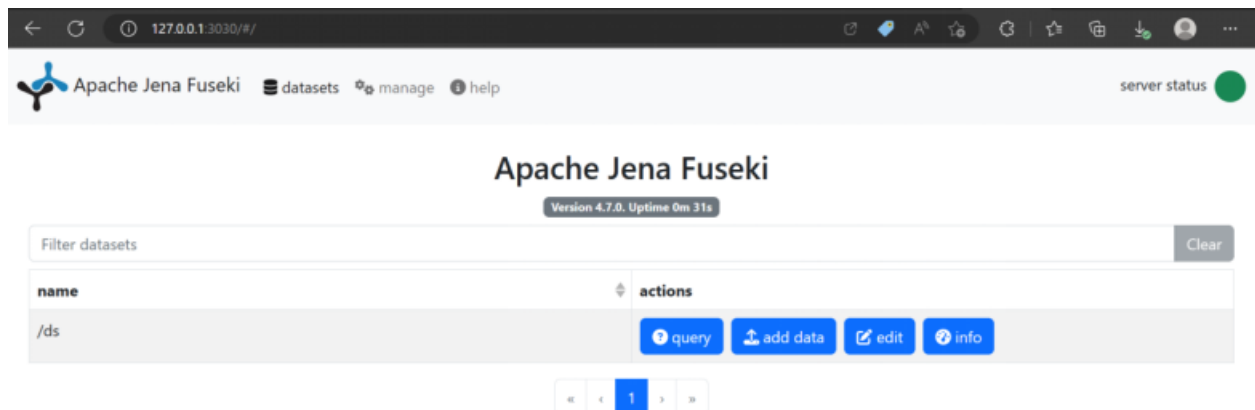 127.0.0.1:3030/#/
Apache Jena Fuseki datasets manage help server status
Apache Jena Fuseki
Version 4.7.0. Uptime 0m 31s
Filter datasets Clear
name actions
/ds query add data edit info
« ‹ 1 › »